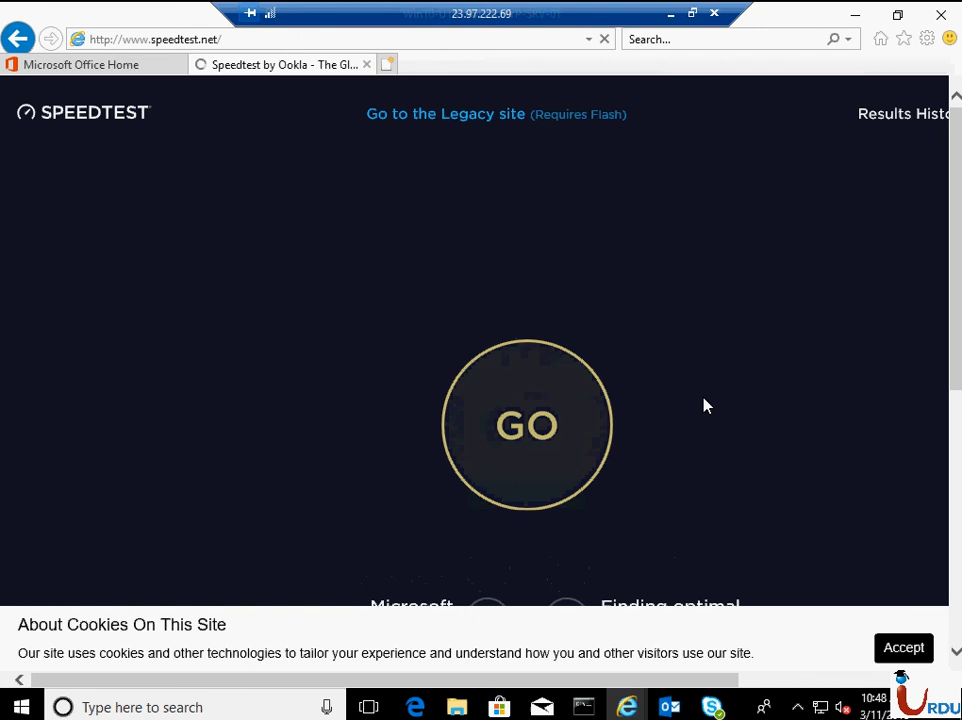 23.97.222.69
http://www.speedtest.net/
Search...
Microsoft Office Home
Speedtest by Ookla - The Gl...
SPEEDTEST
Go to the Legacy site (Requires Flash)
Results Histo
GO
Microsoft
Finding optimal
About Cookies On This Site
Our site uses cookies and other technologies to tailor your experience and understand how you and other visitors use our site.
Accept
Type here to search
10:48
3/11/
URDU